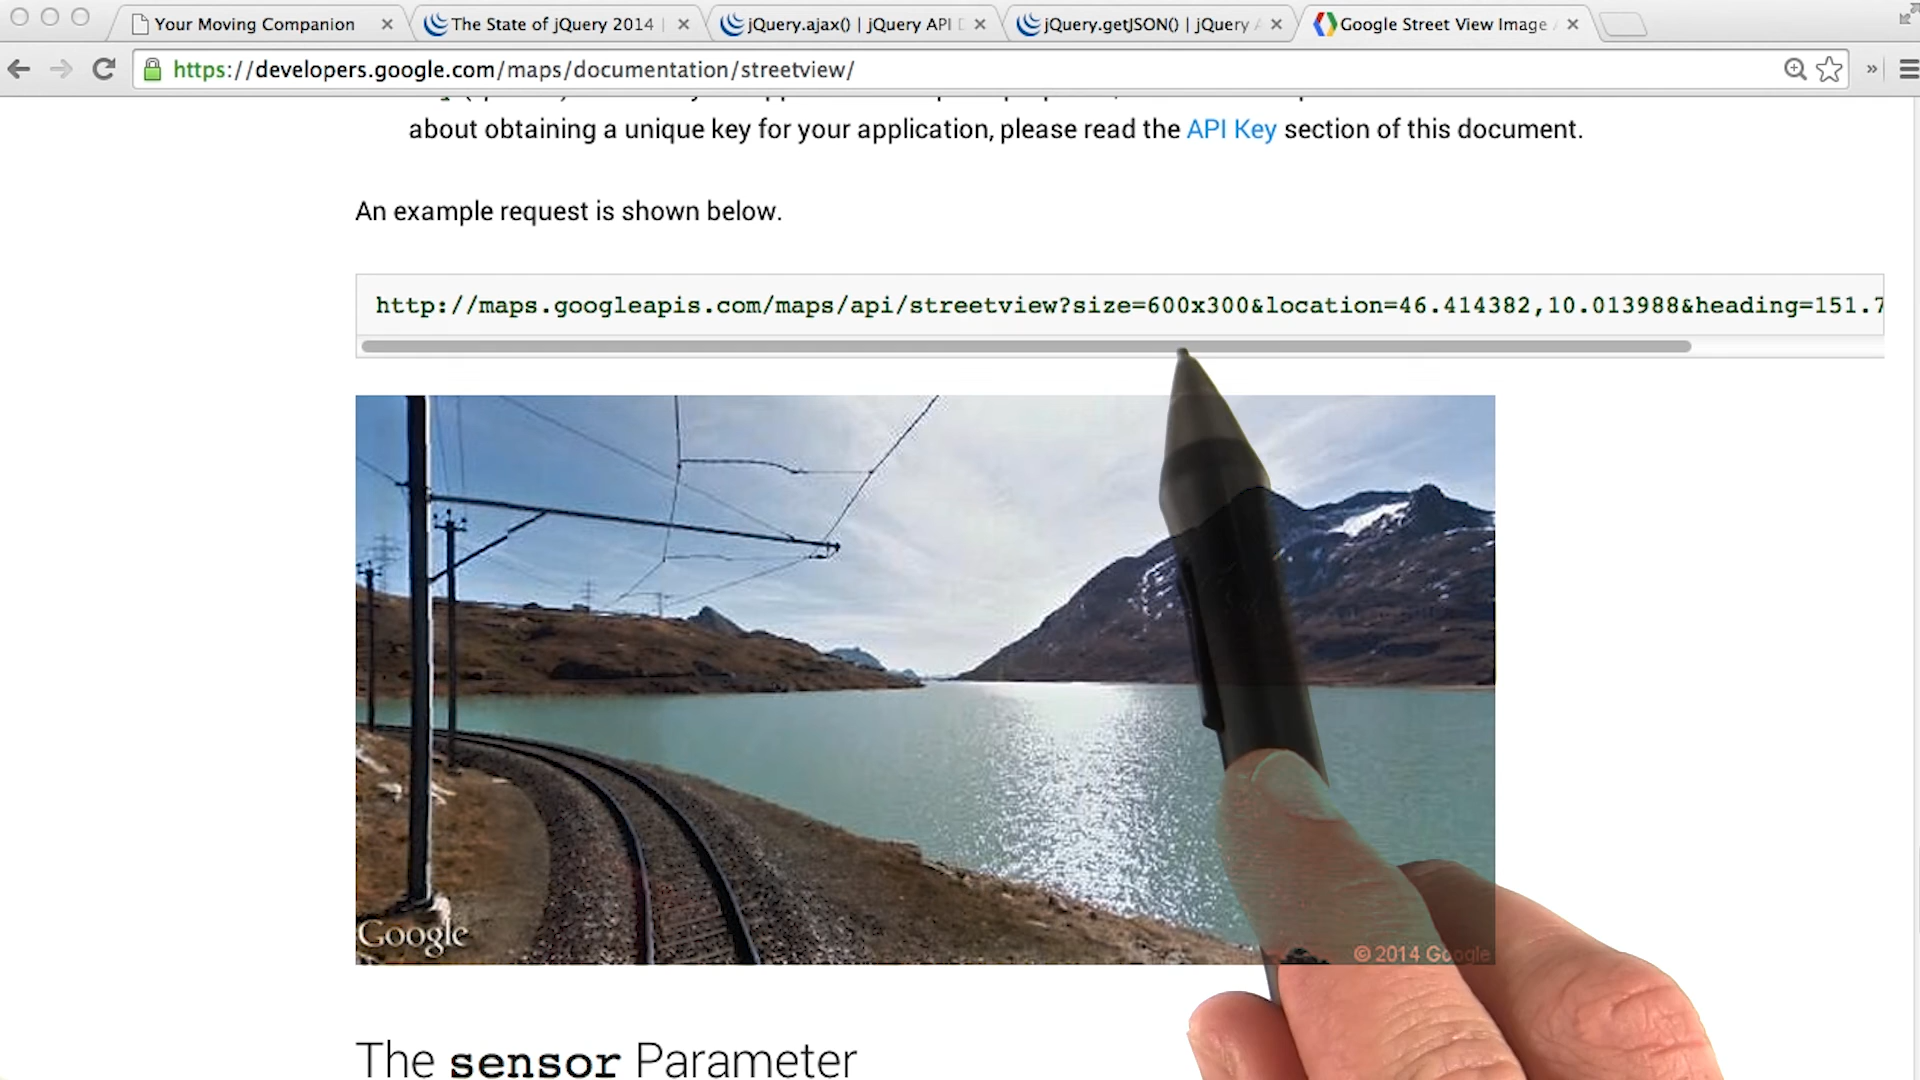 Your Moving Companion
The State of jQuery 2014 |
jQuery.ajax() | jQuery API
jQuery.getJSON() | jQuery
Google Street View Image
https://developers.google.com/maps/documentation/streetview/
about obtaining a unique key for your application, please read the API Key section of this document.
An example request is shown below.
http://maps.googleapis.com/maps/api/streetview?size=600x300&location=46.414382,10.013988&heading=151.7
Google
© 2014 Google
The sensor Parameter